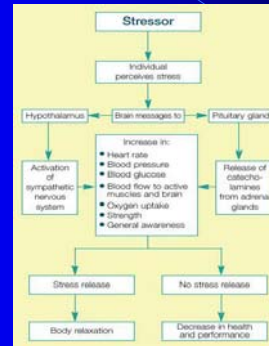 Stressor
Individual
perceives stress
Hypothalamus
Brain messages to
Pituitary gland
Activation
of
sympathetic
nervous
system
Increase in:
• Heart rate
• Blood pressure
• Blood glucose
• Blood flow to active
muscles and brain
• Oxygen uptake
• Strength
• General awareness
Release of
catecho-
lamines
from adrenal
glands
Stress release
No stress release
Body relaxation
Decrease in health
and performance